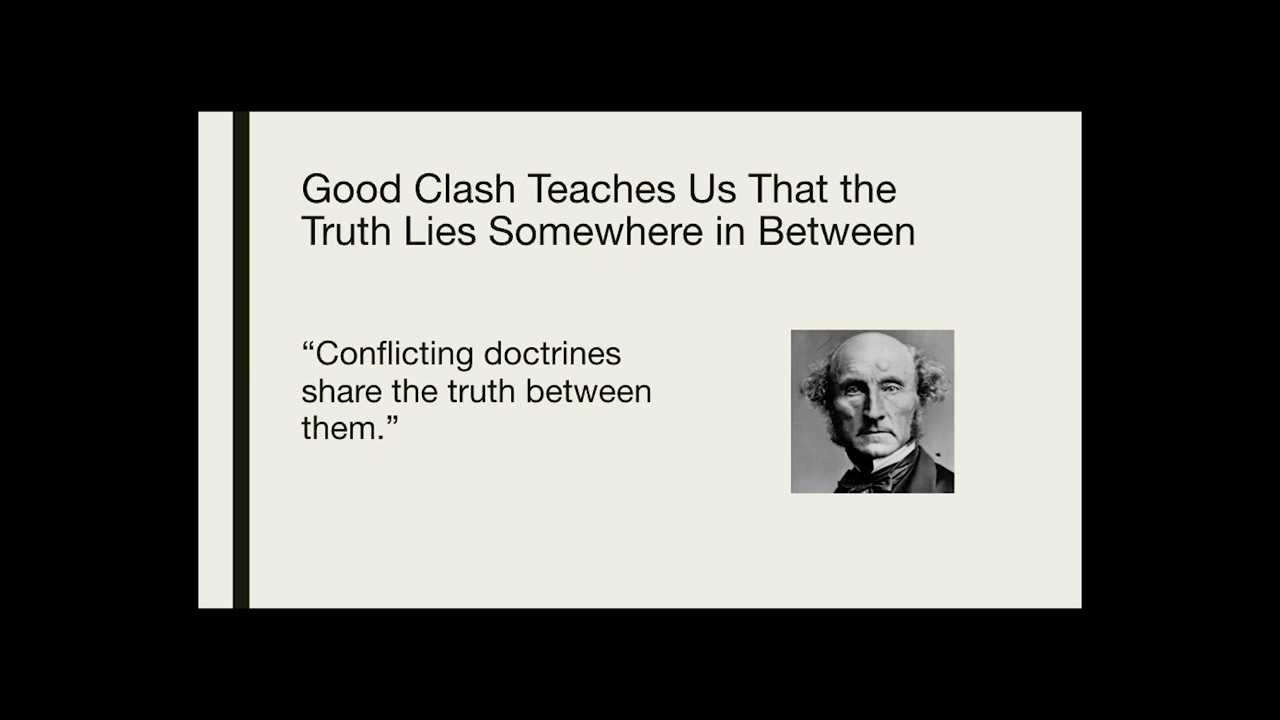 Good Clash Teaches Us That the
Truth Lies Somewhere in Between
“Conflicting doctrines
share the truth between
them.”